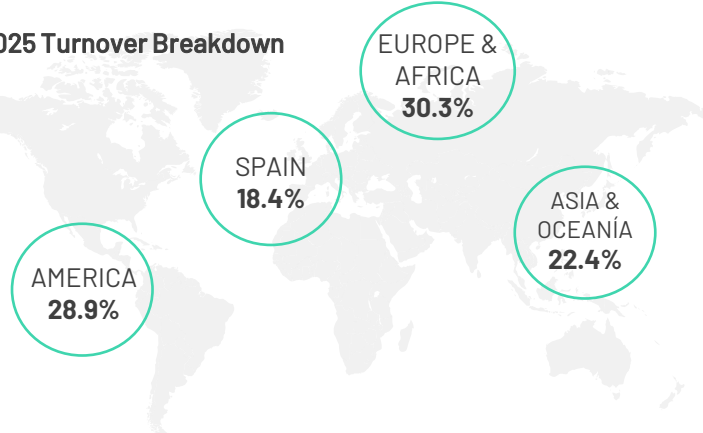 025 Turnover Breakdown
EUROPE &
AFRICA
30.3%
SPAIN
18.4%
ASIA &
OCEANÍA
22.4%
AMERICA
28.9%